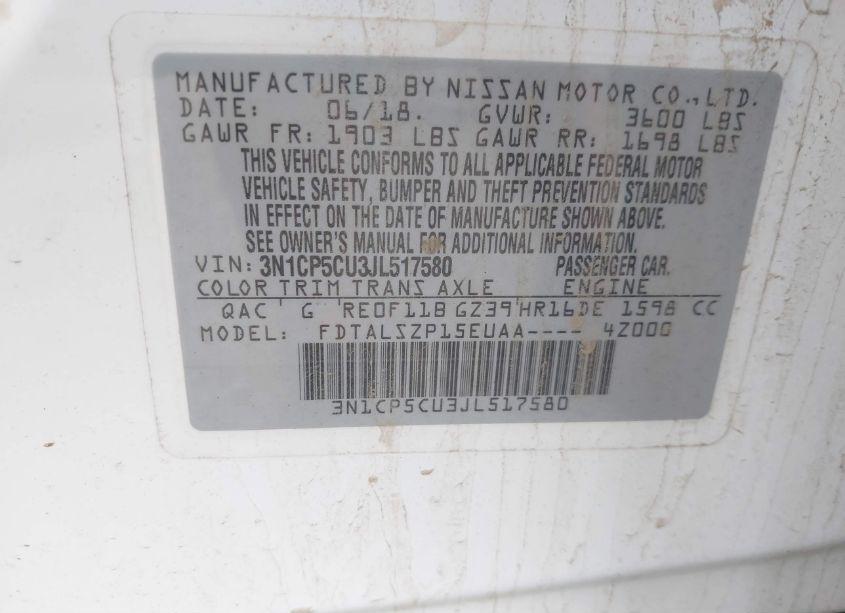 MANUFACTURED BY NISSAN MOTOR CO., LTD.
DATE: 06/18. GVWR: 3600 LBS
GAWR FR: 1903 LBS GAWR RR: 1698 LBS
THIS VEHICLE CONFORMS TO ALL APPLICABLE FEDERAL MOTOR
VEHICLE SAFETY, BUMPER AND THEFT PREVENTION STANDARDS
IN EFFECT ON THE DATE OF MANUFACTURE SHOWN ABOVE.
SEE OWNER'S MANUAL FOR ADDITIONAL INFORMATION.
VIN: 3N1CP5CU3JL517580 PASSENGER CAR.
COLOR TRIM TRANS AXLE ENGINE
QAC G RE0F11B GZ39 HR16DE 1598 CC
MODEL: FDTALSZP15EUAA---- 4Z000
3N1CP5CU3JL517580